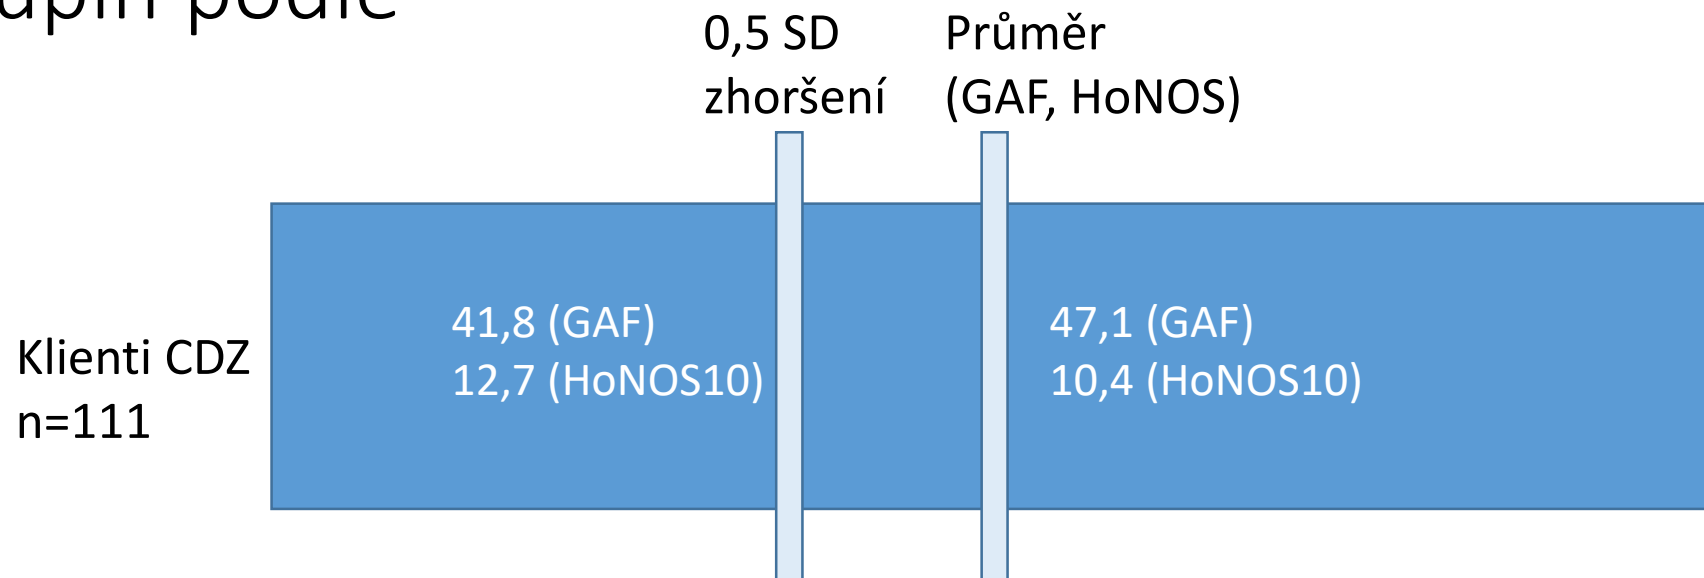 podle
0,5 SD
zhoršení
Průměr
(GAF, HoNOS)
Klienti CDZ
n=111
41,8 (GAF)
12,7 (HoNOS10)
47,1 (GAF)
10,4 (HoNOS10)